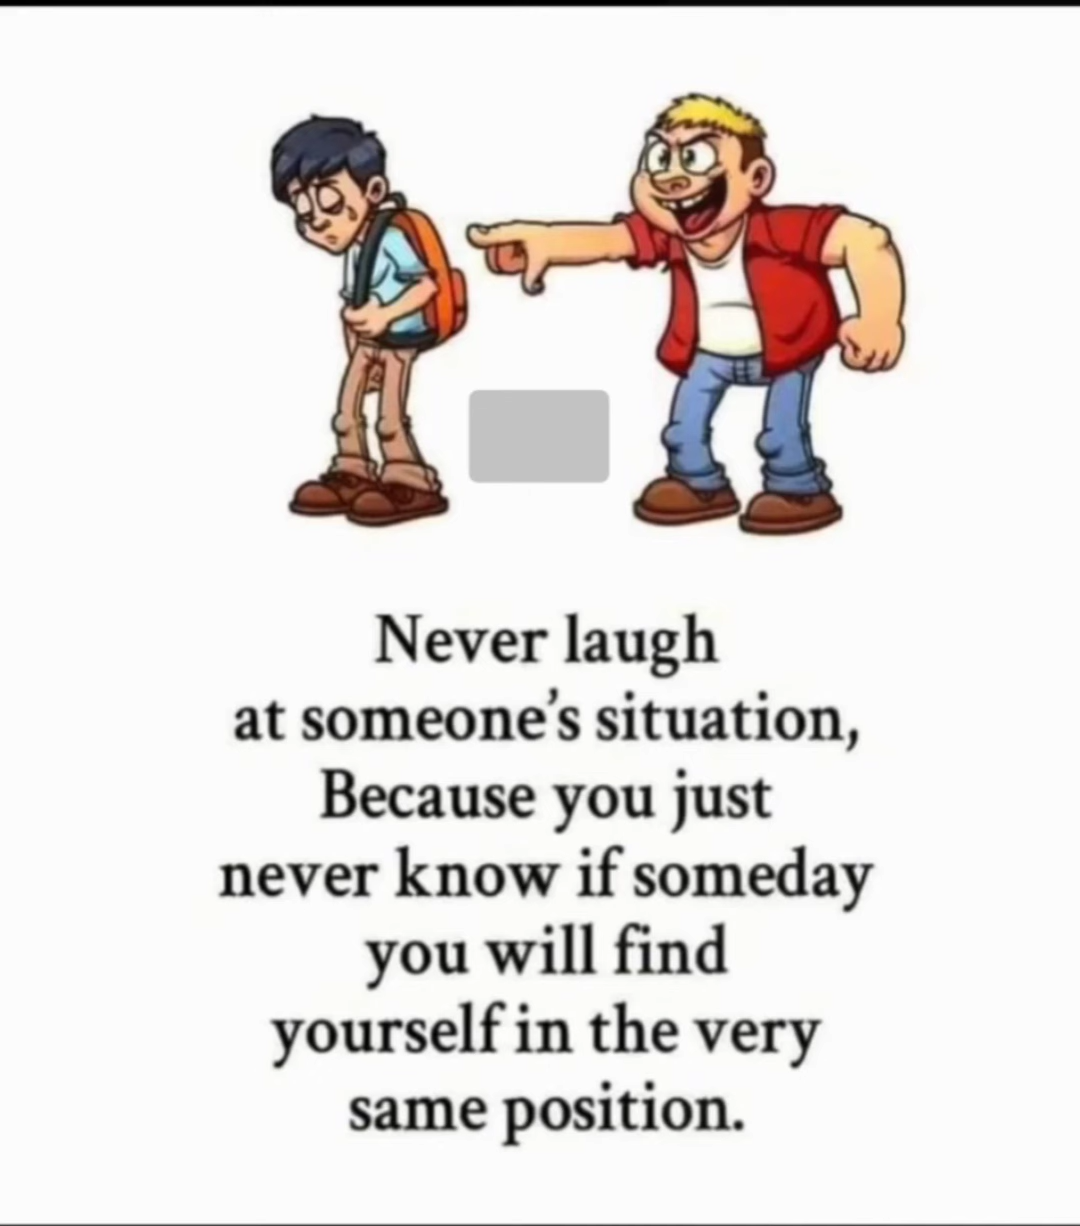 Never laugh
at someone’s situation,
Because you just
never know if someday
you will find
yourself in the very
same position.